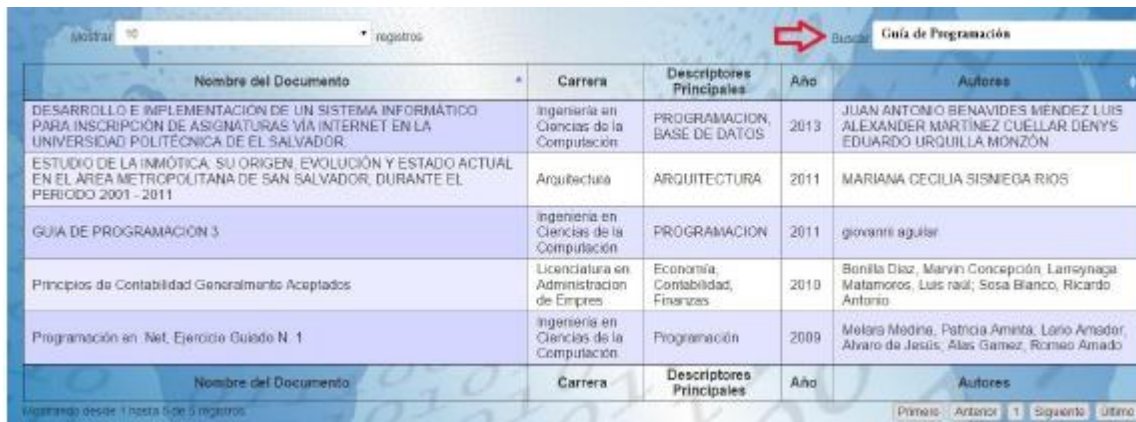 Mostrar 10 registros Buscar Guía de Programación
Nombre del Documento Carrera Descriptores Principales Año Autores
DESARROLLO E IMPLEMENTACIÓN DE UN SISTEMA INFORMÁTICO
PARA INSCRIPCIÓN DE ASIGNATURAS VÍA INTERNET EN LA
UNIVERSIDAD POLITÉCNICA DE EL SALVADOR
Ingeniería en
Ciencias de la
Computación
PROGRAMACION,
BASE DE DATOS
2013
JUAN ANTONIO BENAVIDES MÉNDEZ LUIS
ALEXANDER MARTÍNEZ CUELLAR DENYS
EDUARDO URQUILLA MONZÓN
ESTUDIO DE LA INMÓTICA, SU ORIGEN, EVOLUCIÓN Y ESTADO ACTUAL
EN EL ÁREA METROPOLITANA DE SAN SALVADOR, DURANTE EL
PERIODO 2001 - 2011
Arquitectura
ARQUITECTURA
2011
MARIANA CECILIA SISNIEGA RIOS
GUIA DE PROGRAMACION 3
Ingeniería en
Ciencias de la
Computación
PROGRAMACION
2011
giovanni aguilar
Principios de Contabilidad Generalmente Aceptados
Licenciatura en
Administracion
de Empres
Economía,
Contabilidad,
Finanzas
2010
Bonilla Díaz, Marvin Concepción, Larreynaga
Matamoros, Luis raúl; Sosa Blanco, Ricardo
Antonio
Programación en .Net, Ejercicio Guiado N. 1
Ingeniería en
Ciencias de la
Computación
Programación
2009
Melara Medina, Patricia Aminta, Lario Amador,
Alvaro de Jesús, Alas Gamez, Romeo Amado
Nombre del Documento Carrera Descriptores Principales Año Autores
Mostrando desde 1 hasta 5 de 5 registros Primero Anterior 1 Siguiente Último